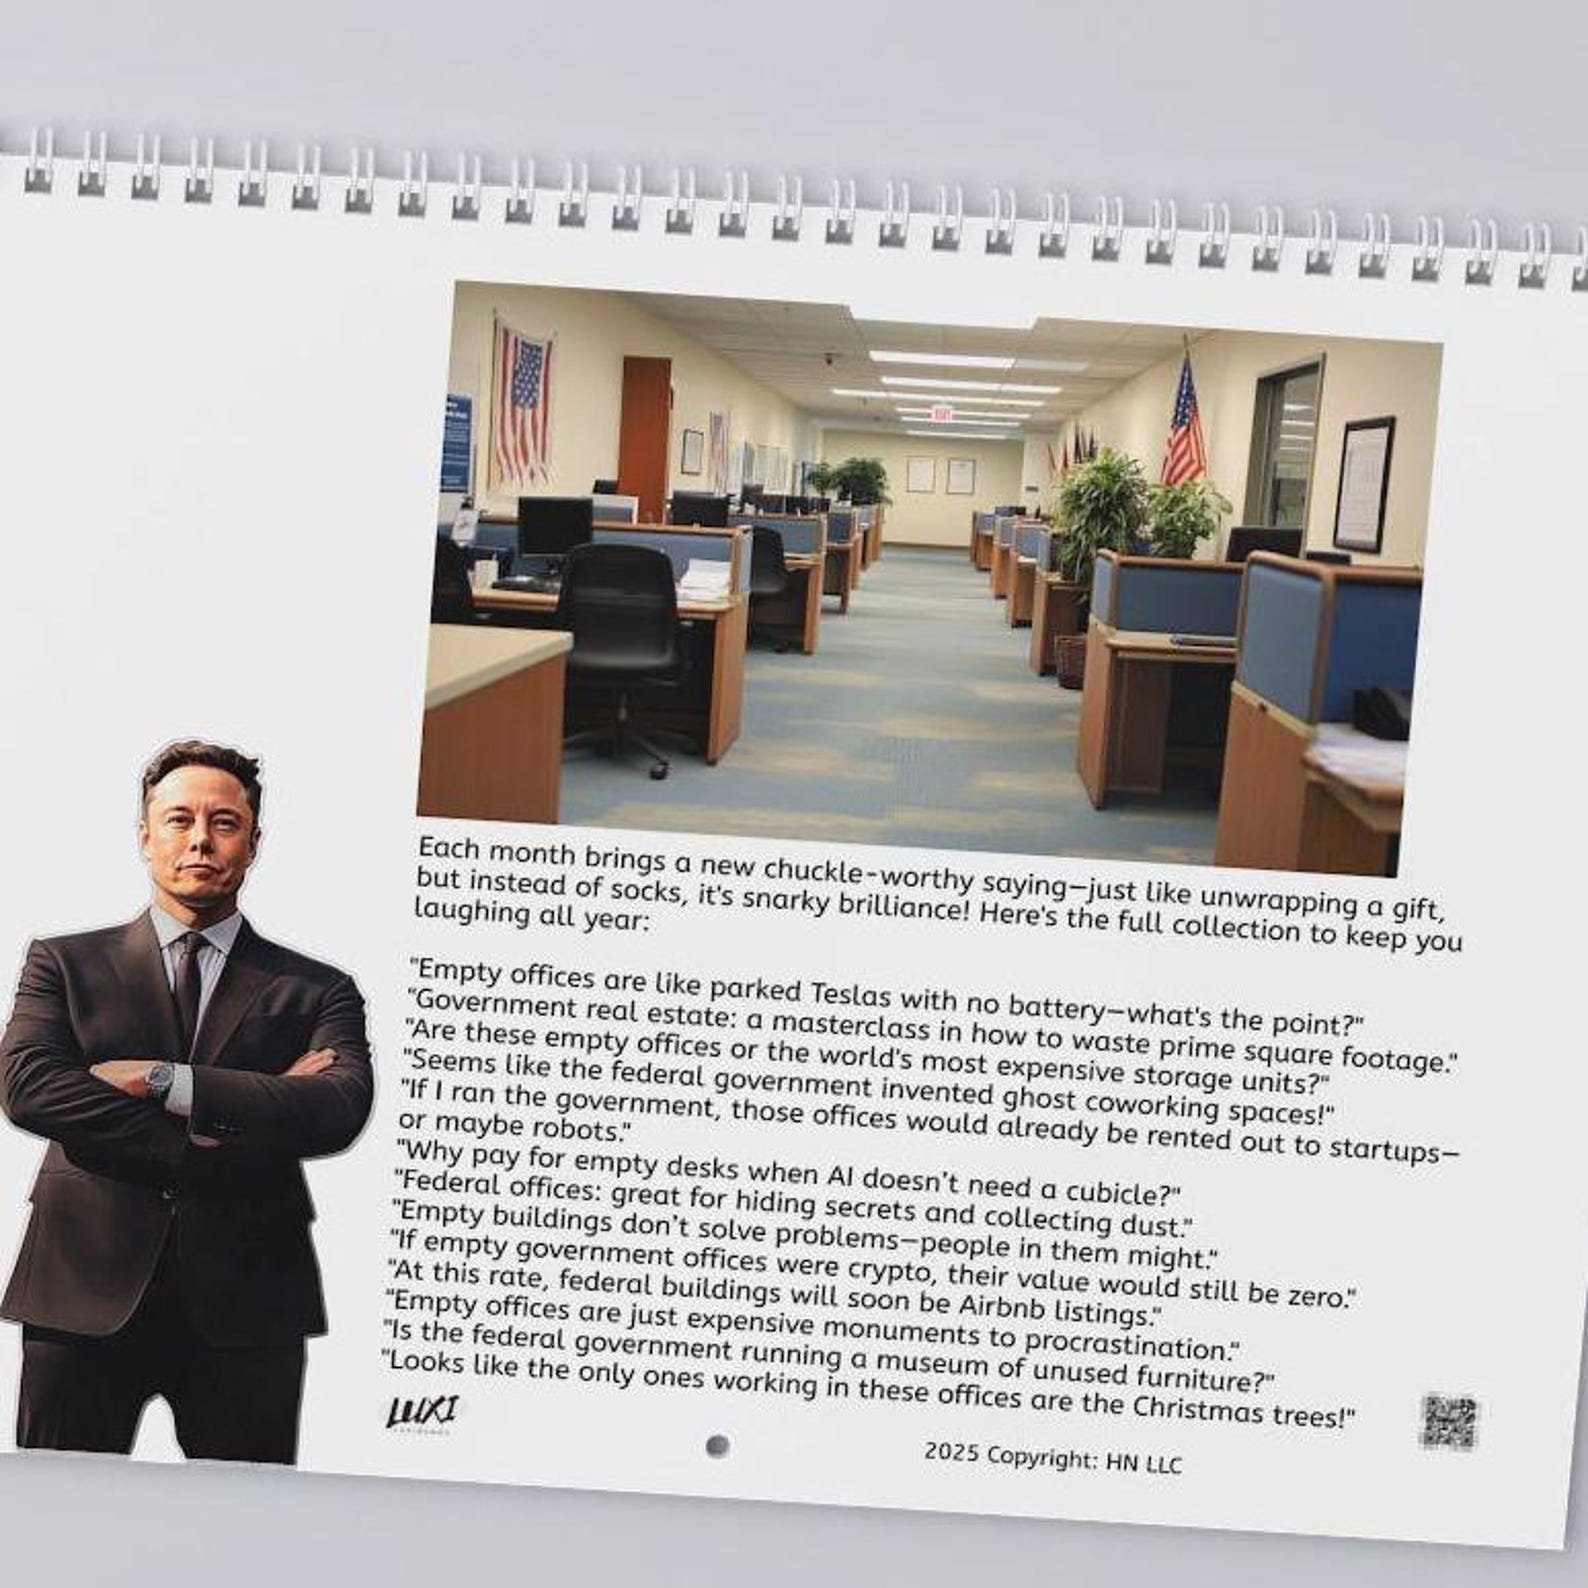 EXIT
Each month brings a new chuckle-worthy saying—just like unwrapping a gift,
but instead of socks, it's snarky brilliance! Here's the full collection to keep you
laughing all year:
"Empty offices are like parked Teslas with no battery—what's the point?"
"Government real estate: a masterclass in how to waste prime square footage."
"Are these empty offices or the world's most expensive storage units?"
"Seems like the federal government invented ghost coworking spaces!"
"If I ran the government, those offices would already be rented out to startups—
or maybe robots."
"Why pay for empty desks when AI doesn't need a cubicle?"
"Federal offices: great for hiding secrets and collecting dust."
"Empty buildings don't solve problems—people in them might."
"If empty government offices were crypto, their value would still be zero."
"At this rate, federal buildings will soon be Airbnb listings."
"Empty offices are just expensive monuments to procrastination."
"Is the federal government running a museum of unused furniture?"
"Looks like the only ones working in these offices are the Christmas trees!"
LUXI
2025 Copyright: HN LLC